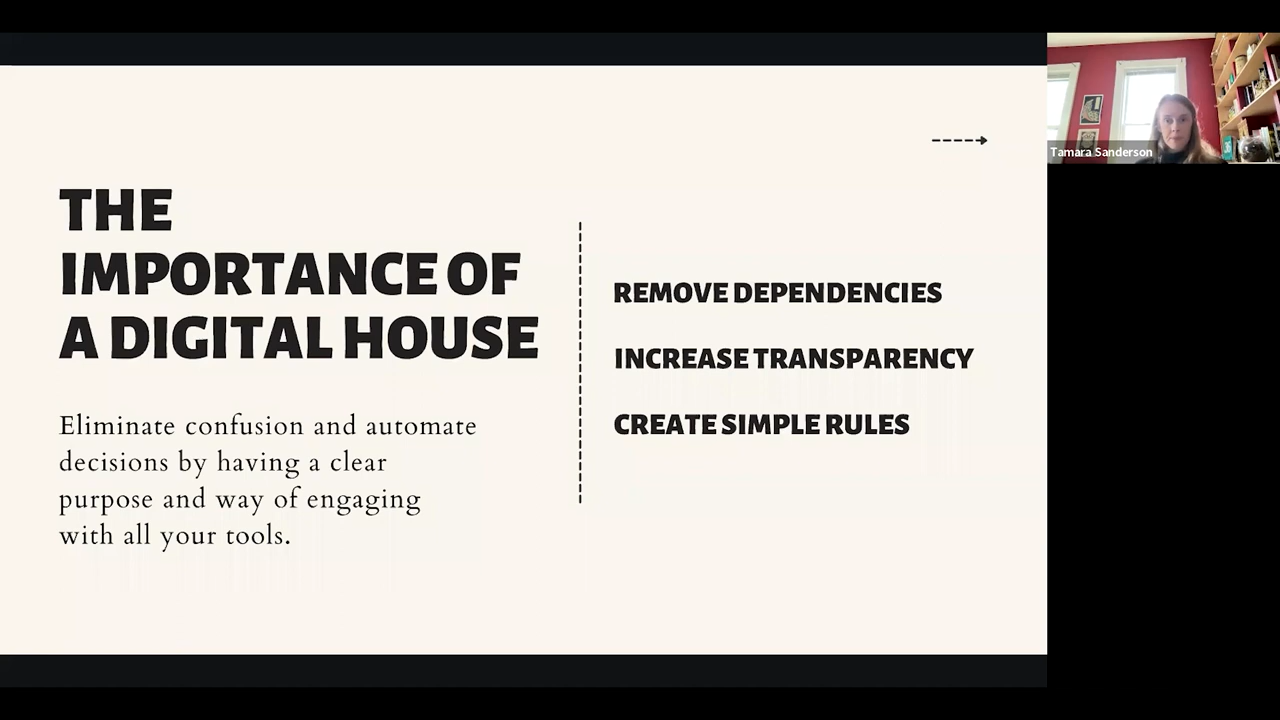 THE
IMPORTANCE OF
A DIGITAL HOUSE
Eliminate confusion and automate
decisions by having a clear
purpose and way of engaging
with all your tools.
REMOVE DEPENDENCIES
INCREASE TRANSPARENCY
CREATE SIMPLE RULES
Tamara Sanderson